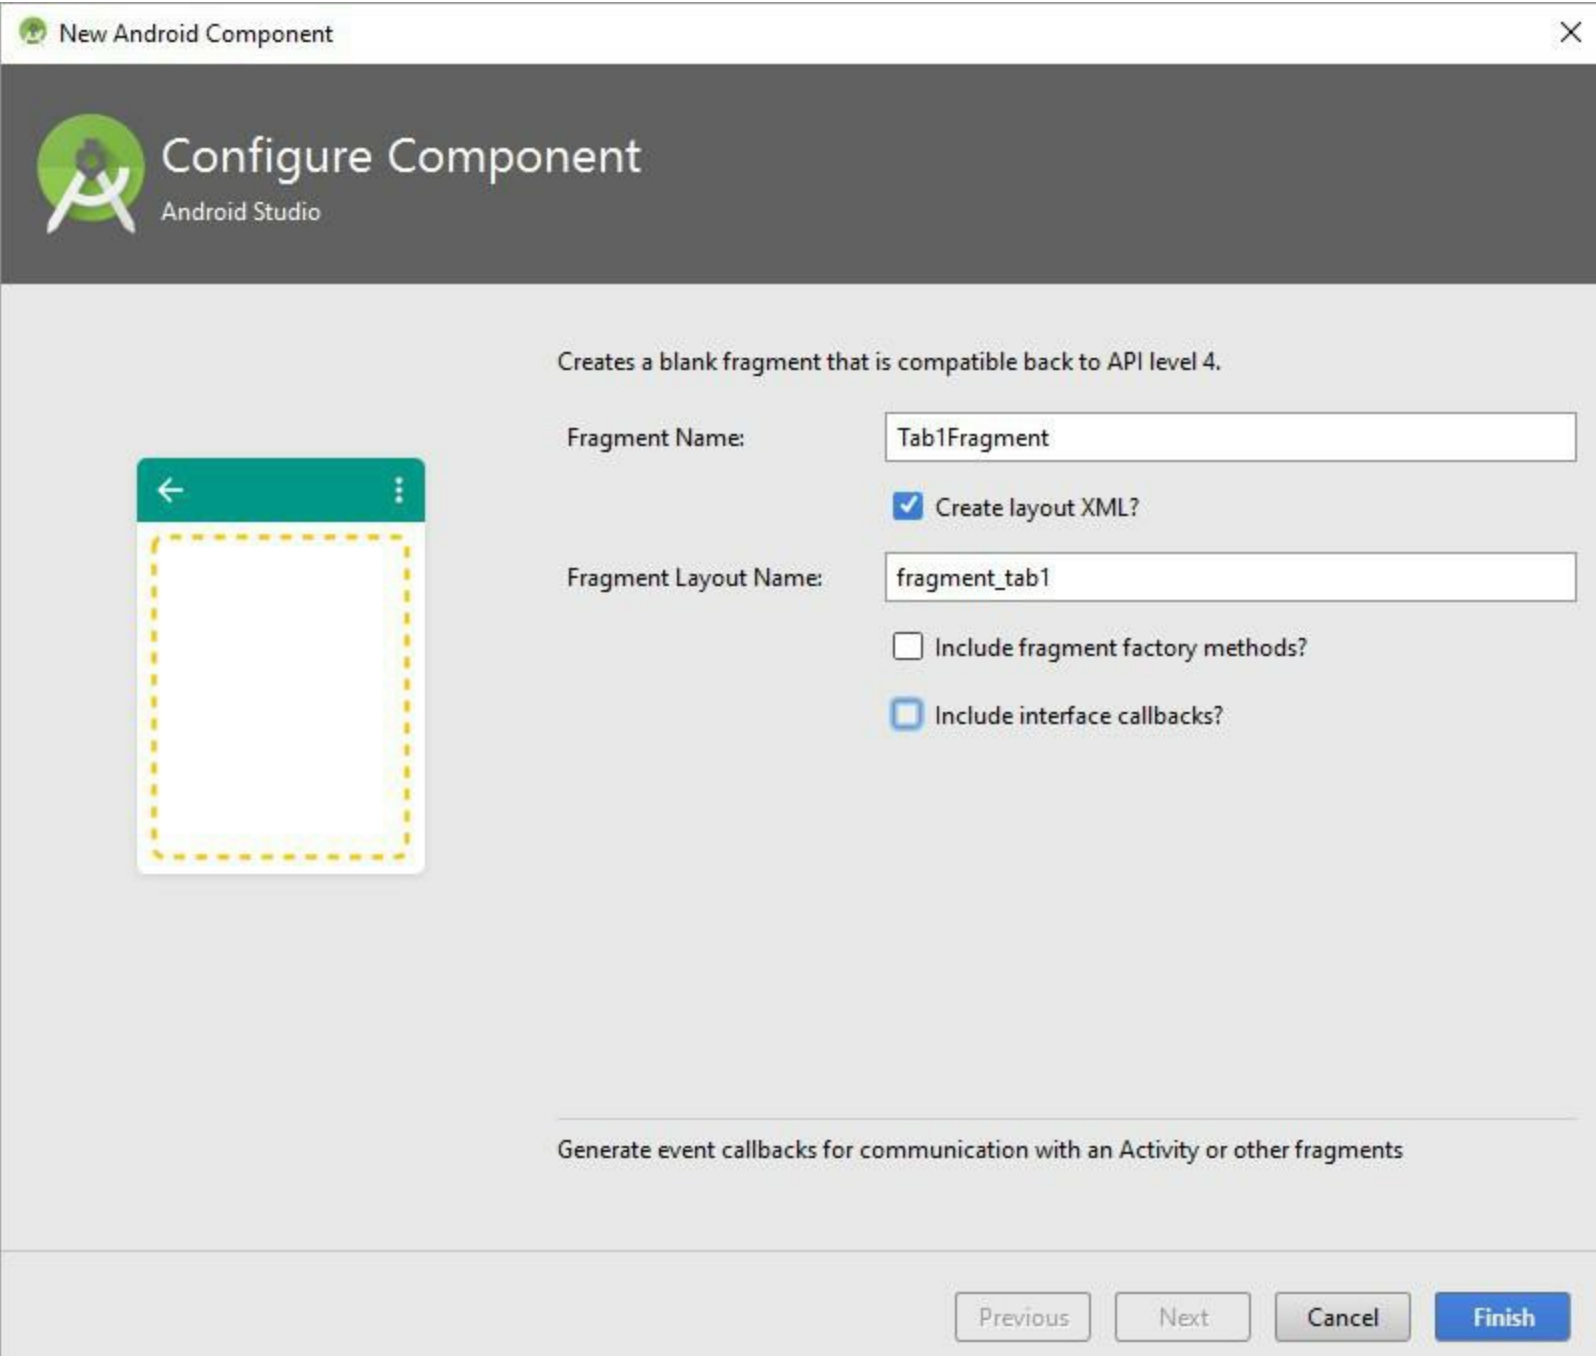 New Android Component
Configure Component
Android Studio
Creates a blank fragment that is compatible back to API level 4.
Fragment Name: Tab1Fragment
Create layout XML?
Fragment Layout Name: fragment_tab1
Include fragment factory methods?
Include interface callbacks?
Generate event callbacks for communication with an Activity or other fragments
Previous Next Cancel Finish